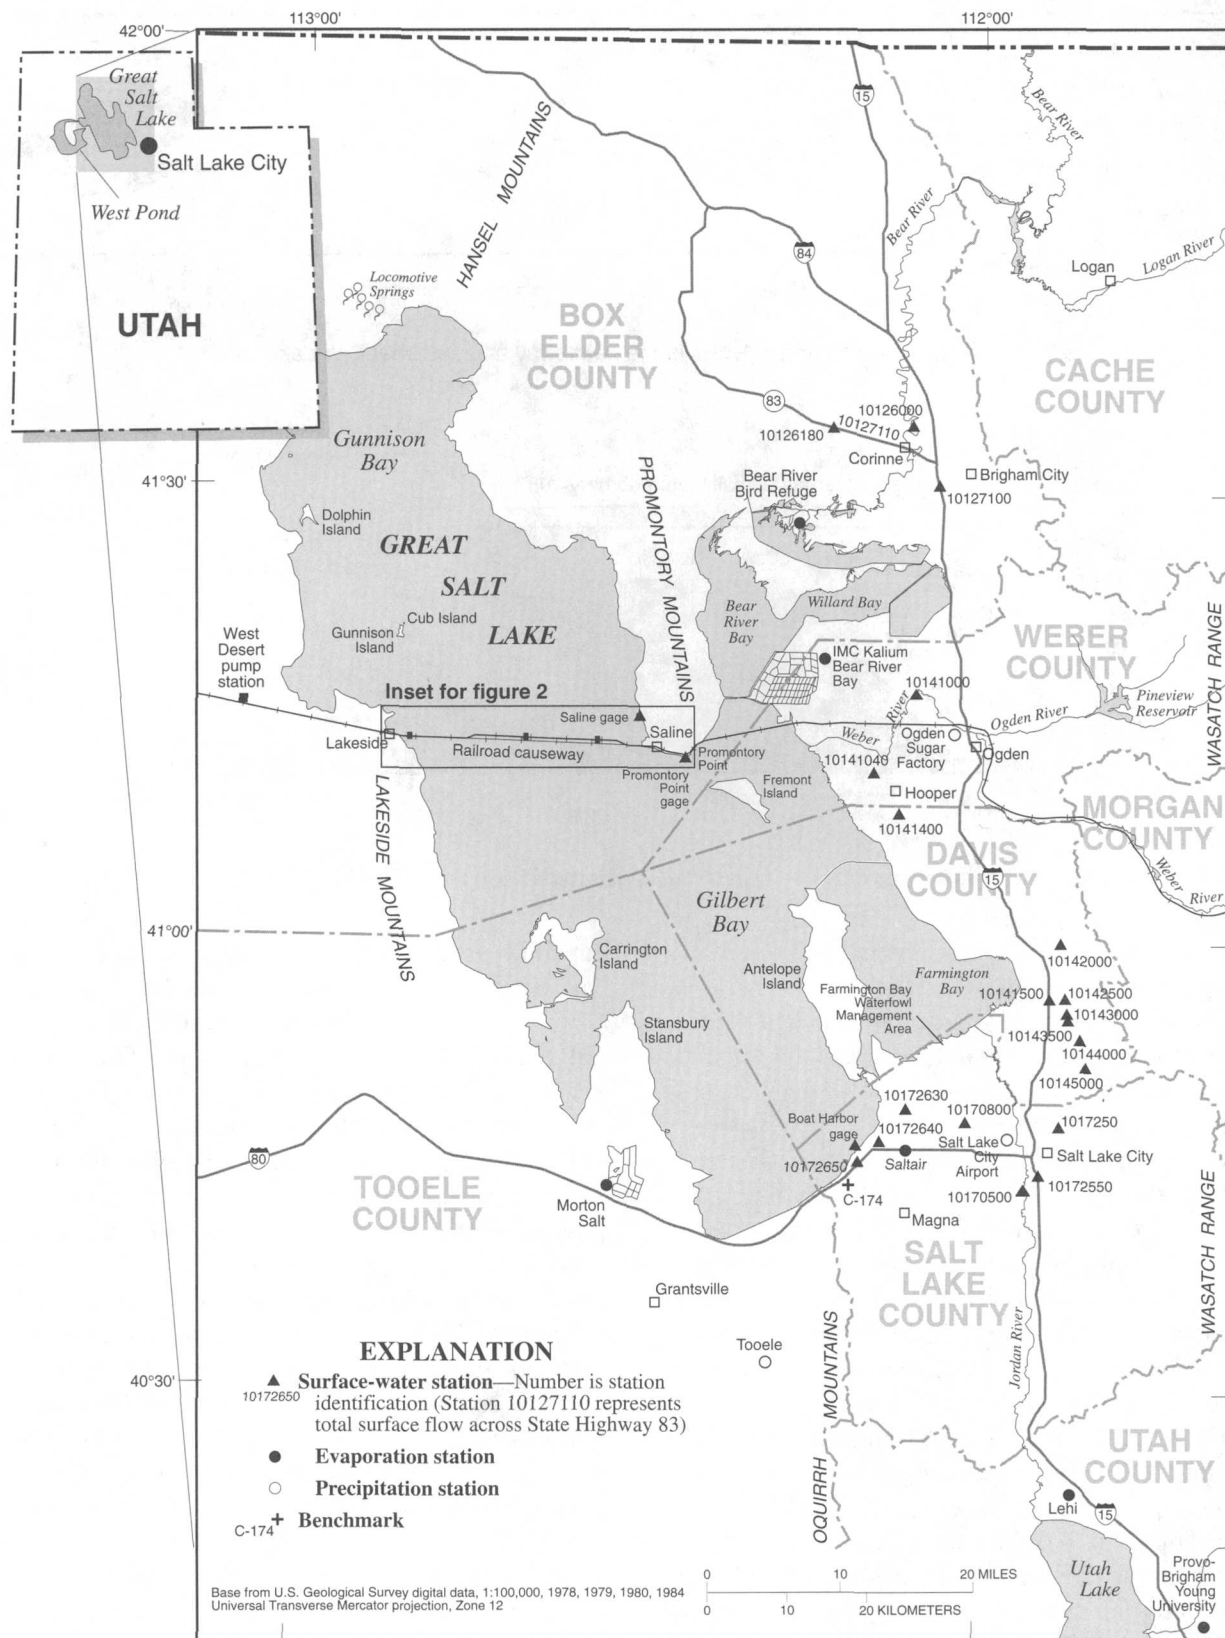 113°00'
112°00'
42°00'
Great
Salt
Lake
Salt Lake City
West Pond
UTAH
15
Bear River
HANSEL MOUNTAINS
Bear River
84
Logan
Logan River
Locomotive
Springs
BOX
ELDER
COUNTY
CACHE
COUNTY
83
10126000
10127110
10126180
Corinne
Gunnison
Bay
41°30'
Bear River
Bird Refuge
Brigham City
10127100
PROMONTORY MOUNTAINS
Dolphin
Island
GREAT
SALT
LAKE
Bear
River
Bay
Willard Bay
Cub Island
Gunnison
Island
West
Desert
pump
station
WEBER
COUNTY
WASATCH RANGE
IMC Kalium
Bear River
Bay
10141000
Pineview
Reservoir
Inset for figure 2
Saline gage
Saline
Lakeside
Railroad causeway
Promontory
Point
Promontory
Point
gage
Weber River
Ogden River
Ogden
Sugar
Factory
Ogden
10141040
Fremont
Island
Hooper
10141400
MORGAN
COUNTY
LAKESIDE MOUNTAINS
DAVIS
COUNTY
15
Weber River
Gilbert
Bay
41°00'
Carrington
Island
Antelope
Island
Farmington
Bay
10142000
Farmington Bay
Waterfowl
Management
Area
10141500
10142500
10143000
10143500
10144000
10145000
Stansbury
Island
10172630
10170800
1017250
Boat Harbor
gage
10172640
Salt Lake
City
Airport
Salt Lake City
80
10172650
Saltair
C-174
10170500
10172550
TOOELE
COUNTY
Morton
Salt
Magna
SALT
LAKE
COUNTY
WASATCH RANGE
Grantsville
Tooele
OQUIRRH MOUNTAINS
Jordan River
40°30'
EXPLANATION
10172650
Surface-water station—Number is station
identification (Station 10127110 represents
total surface flow across State Highway 83)
Evaporation station
Precipitation station
C-174
Benchmark
UTAH
COUNTY
Lehi
15
Utah
Lake
Provo-
Brigham
Young
University
Base from U.S. Geological Survey digital data, 1:100,000, 1978, 1979, 1980, 1984
Universal Transverse Mercator projection, Zone 12
0 10 20 MILES
0 10 20 KILOMETERS